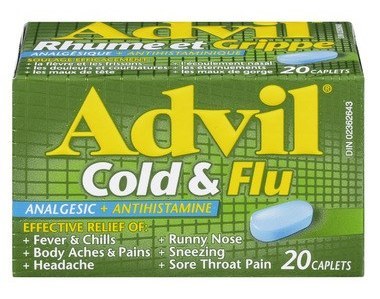 Advil
Rhume et Grippe
ANALGÉSIQUE + ANTIHISTAMINIQUE
SOULAGE EFFICACEMENT:
+ la fièvre et les frissons + l'écoulement nasal
+ les douleurs et courbatures + les éternuements
+ les maux de tête + les maux de gorge
20 CAPLETS
Advil®
Cold & Flu
ANALGESIC + ANTIHISTAMINE
EFFECTIVE RELIEF OF:
+ Fever & Chills + Runny Nose
+ Body Aches & Pains + Sneezing
+ Headache + Sore Throat Pain
20 CAPLETS
DIN 02362643